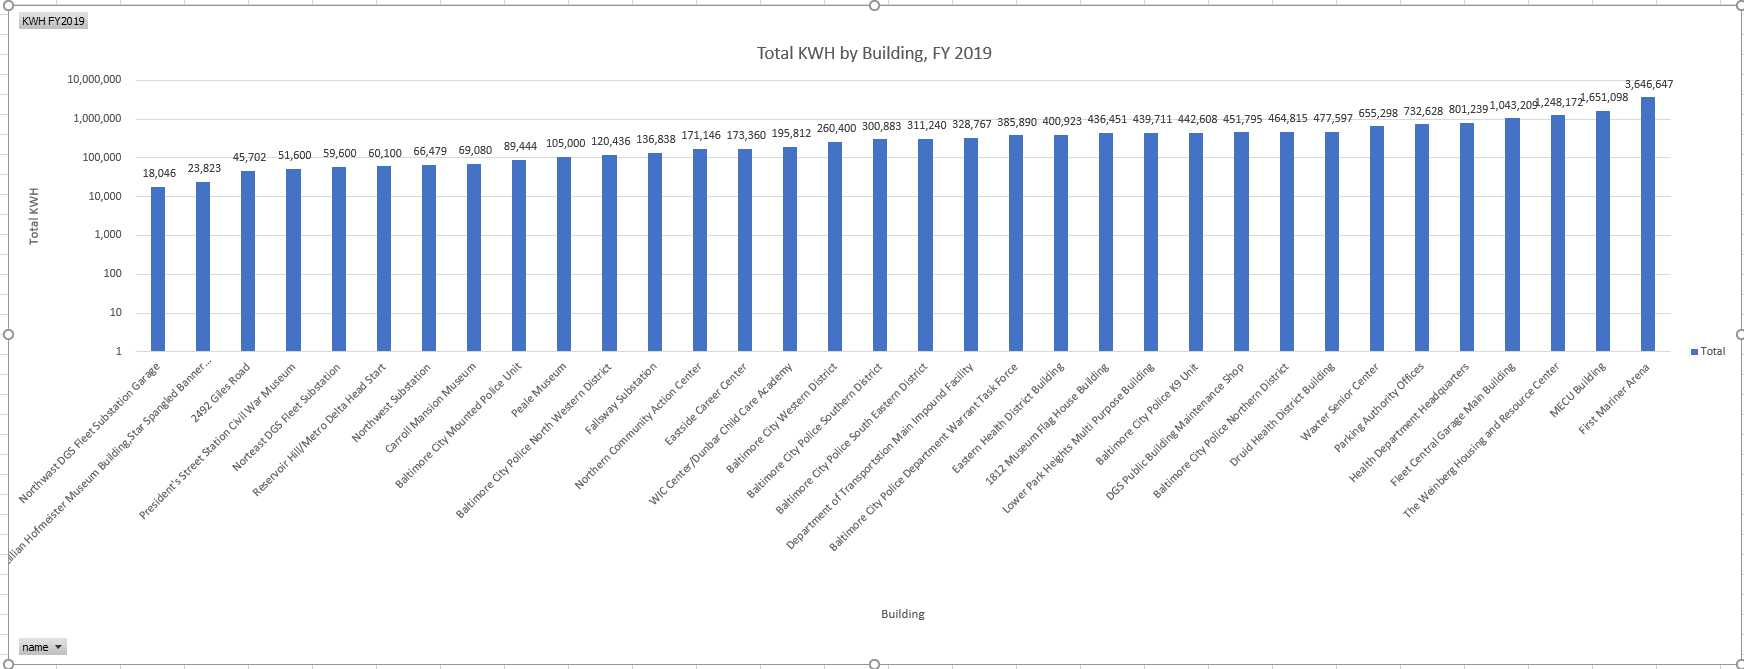 KWH FY2019
Total KWH by Building, FY 2019
10,000,000
1,000,000
100,000
10,000
1,000
100
10
1
Total KWH
18,046
23,823
45,702
51,600
59,600
60,100
66,479
69,080
89,444
105,000
120,436
136,838
171,146
173,360
195,812
260,400
300,883
311,240
328,767
385,890
400,923
436,451
439,711
442,608
451,795
464,815
477,597
655,298
732,628
801,239
1,043,209
1,248,172
1,651,098
3,646,647
Northwast DGS Fleet Substation Garage
Hofmeister Museum Building,Star Spangled Banner...
2492 Giles Road
President's Street Station Civil War Museum
Norteast DGS Fleet Substation
Reservoir Hill/Metro Delta Head Start
Northwest Substation
Carroll Mansion Museum
Baltimore City Mounted Police Unit
Peale Museum
Baltimore City Police North Western District
Fallsway Substation
Northern Community Action Center
Eastside Career Center
WIC Center/Dunbar Child Care Academy
Baltimore City Western District
Baltimore City Police Southern District
Baltimore City Police South Eastern District
Department of Transportstion Main Impound Facility
Baltimore City Police Department Warrant Task Force
Eastern Health District Building
1812 Museum Flag House Building
Lower Park Heights Multi Purpose Building
Baltimore City Police K9 Unit
DGS Public Building Maintenance Shop
Baltimore City Police Northern District
Druid Health District Building
Waxter Senior Center
Parking Authority Offices
Health Department Headquarters
Fleet Central Garage Main Building
The Weinberg Housing and Resource Center
MECU Building
First Mariner Arena
Total
Building
name